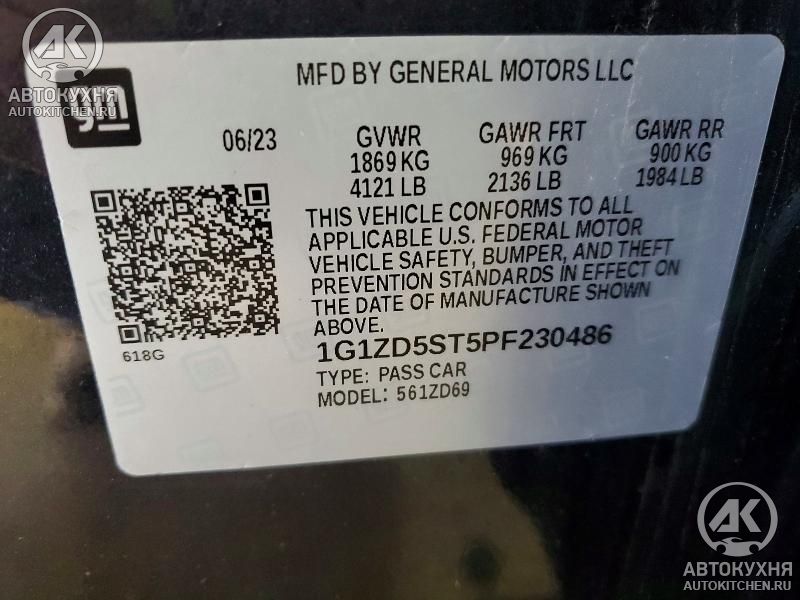 AK
АВТОКУХНЯ
AUTOKITCHEN.RU
gm
MFD BY GENERAL MOTORS LLC
06/23 GVWR GAWR FRT GAWR RR
1869 KG 969 KG 900 KG
4121 LB 2136 LB 1984 LB
THIS VEHICLE CONFORMS TO ALL
APPLICABLE U.S. FEDERAL MOTOR
VEHICLE SAFETY, BUMPER, AND THEFT
PREVENTION STANDARDS IN EFFECT ON
THE DATE OF MANUFACTURE SHOWN
ABOVE.
618G
1G1ZD5ST5PF230486
TYPE: PASS CAR
MODEL: 561ZD69
AK
АВТОКУХНЯ
AUTOKITCHEN.RU